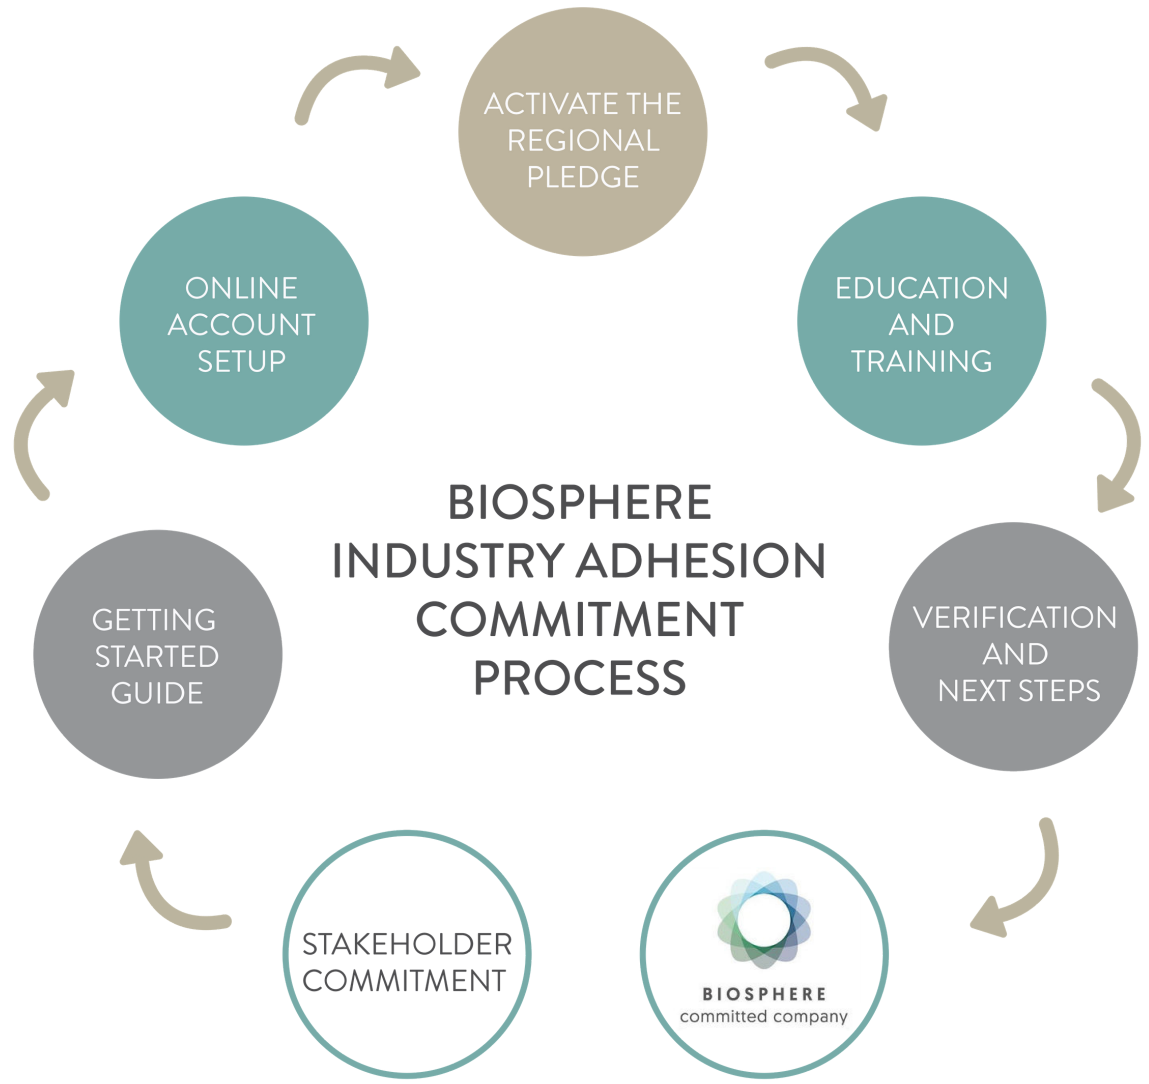 ACTIVATE THE
REGIONAL
PLEDGE
ONLINE
ACCOUNT
SETUP
EDUCATION
AND
TRAINING
BIOSPHERE
INDUSTRY ADHESION
COMMITMENT
PROCESS
GETTING
STARTED
GUIDE
VERIFICATION
AND
NEXT STEPS
STAKEHOLDER
COMMITMENT
BIOSPHERE
committed company